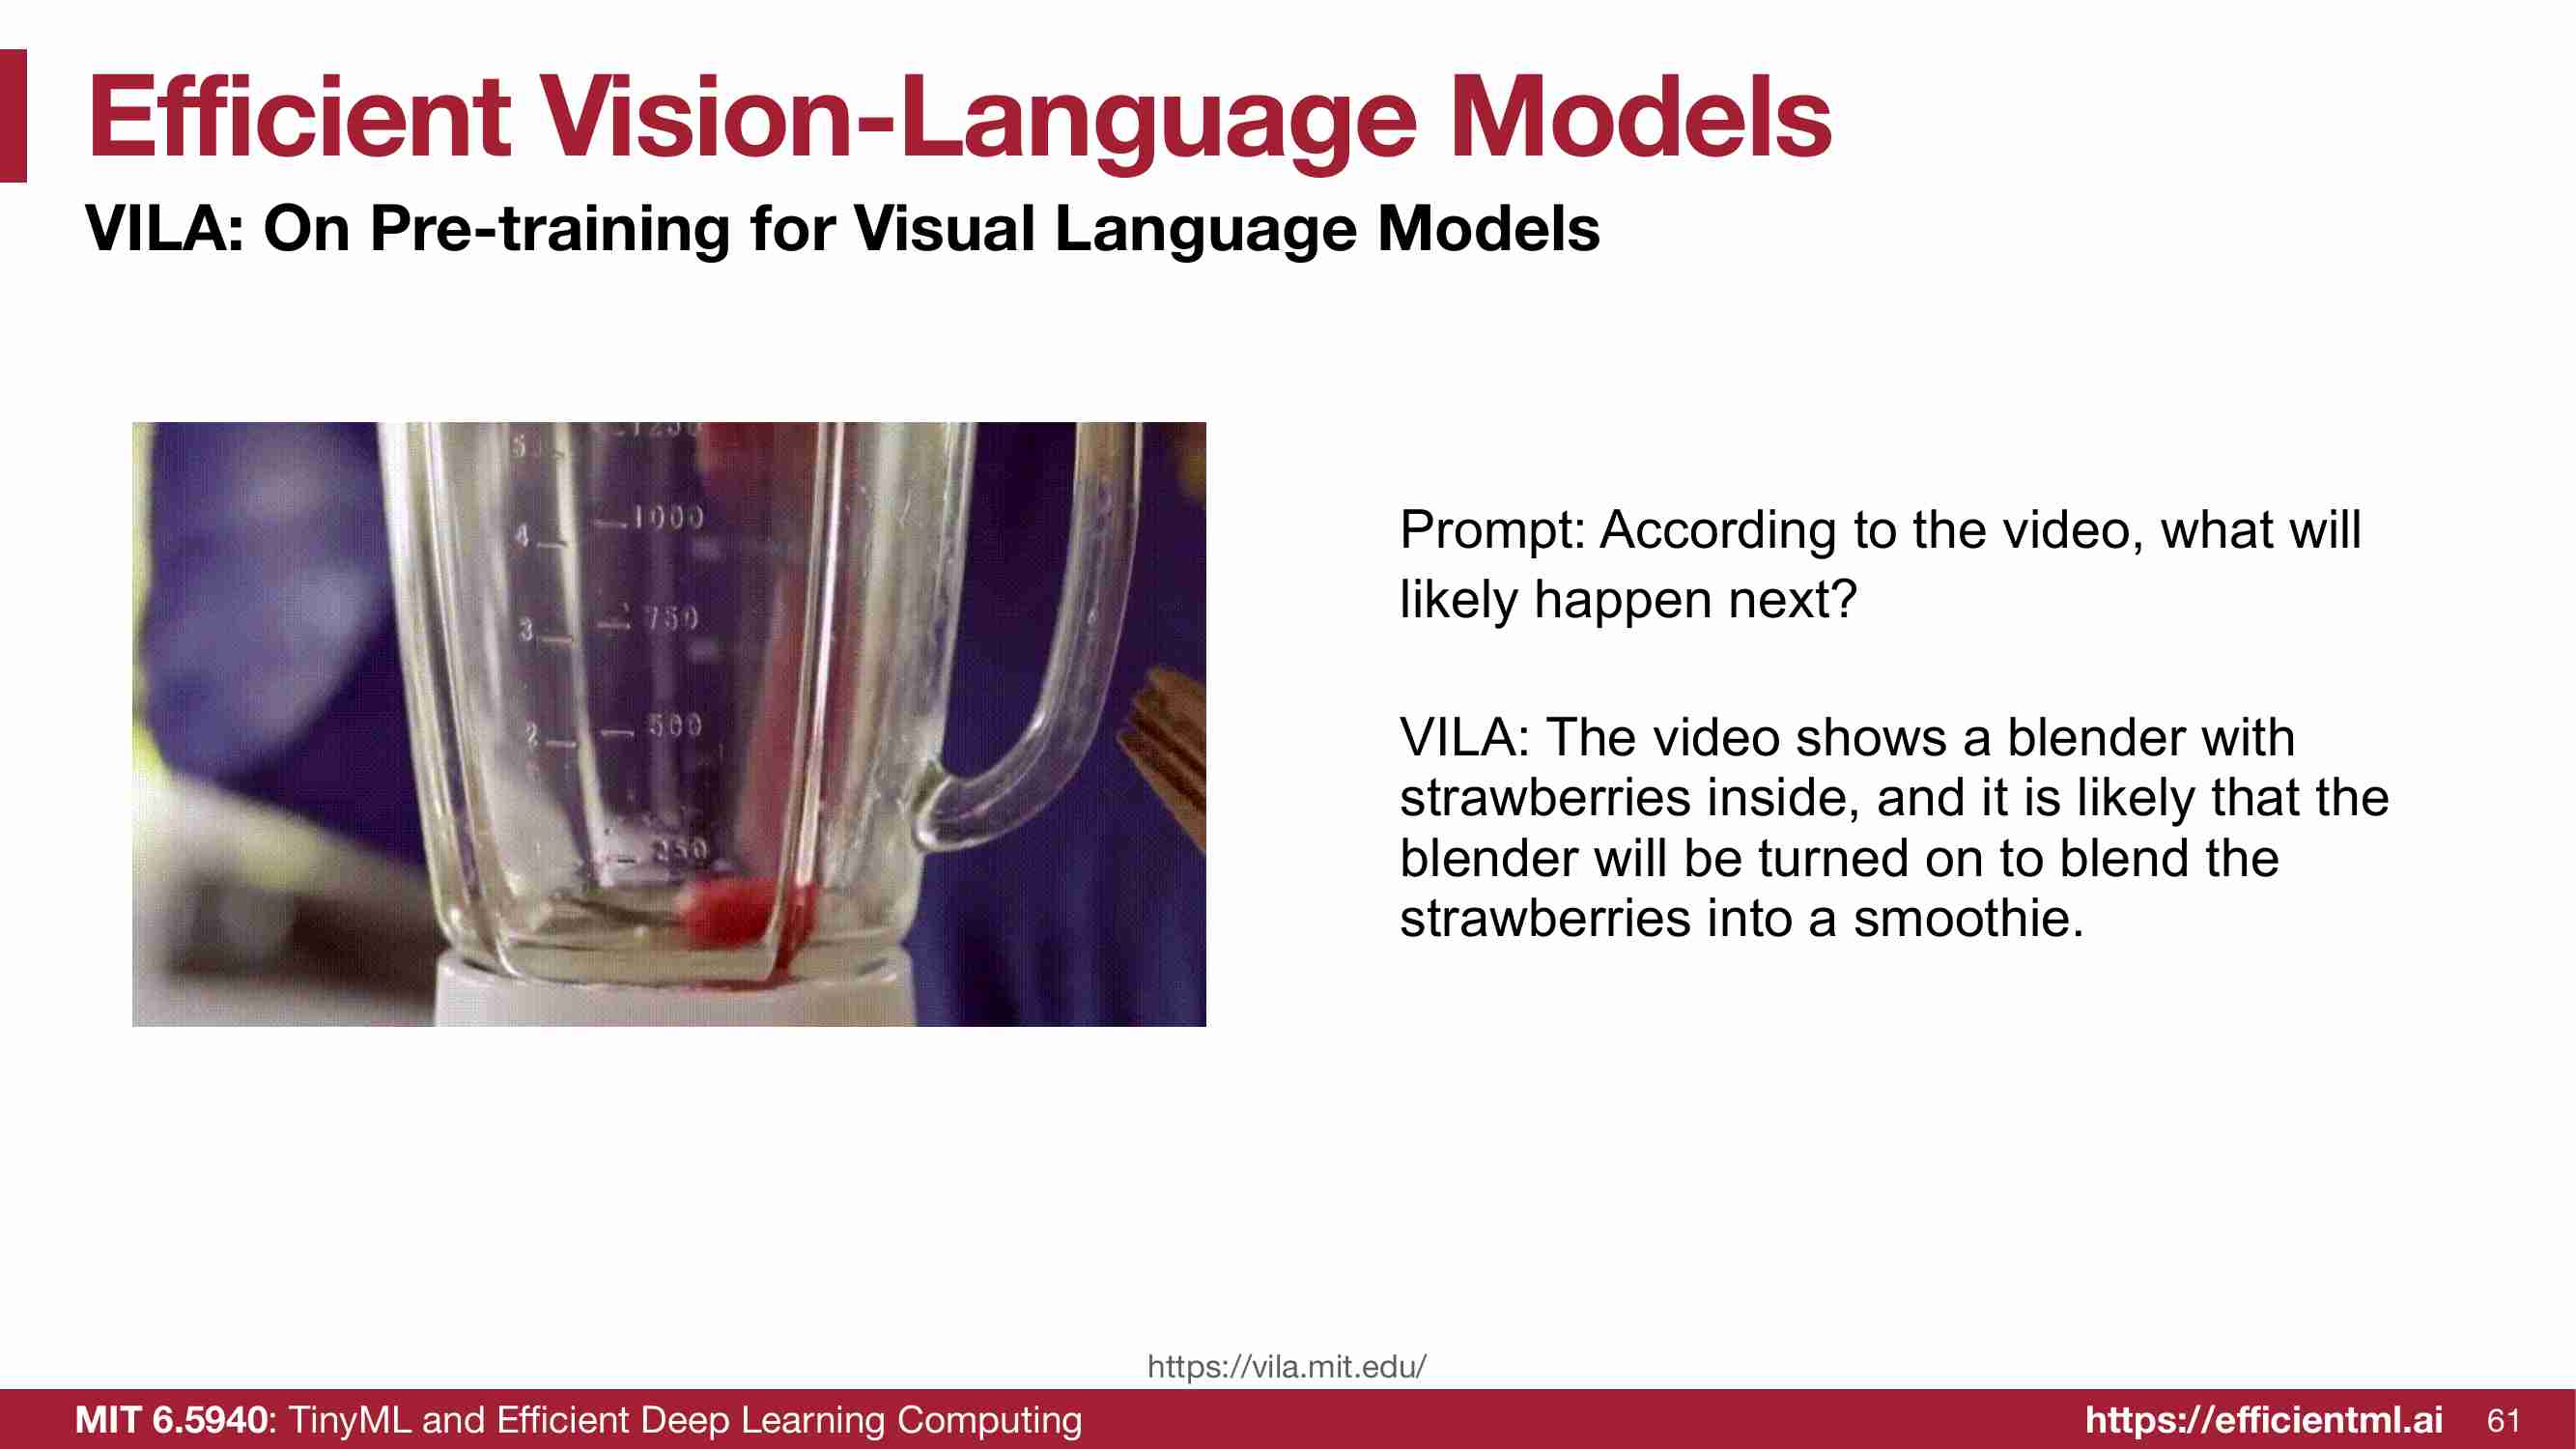 Efficient Vision-Language Models
VILA: On Pre-training for Visual Language Models
1250
5
1000
4
750
3
500
2
250
Prompt: According to the video, what will
likely happen next?
VILA: The video shows a blender with
strawberries inside, and it is likely that the
blender will be turned on to blend the
strawberries into a smoothie.
https://vila.mit.edu/
MIT 6.5940: TinyML and Efficient Deep Learning Computing
https://efficientml.ai 61